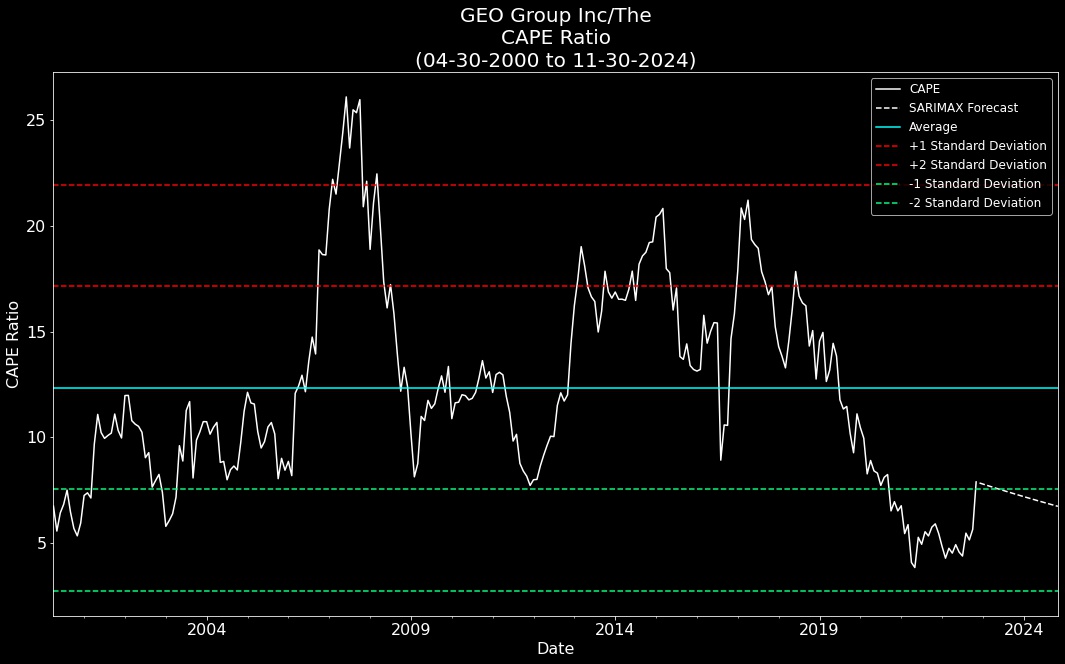 GEO Group Inc/The
CAPE Ratio
(04-30-2000 to 11-30-2024)
CAPE
SARIMAX Forecast
Average
+1 Standard Deviation
+2 Standard Deviation
-1 Standard Deviation
-2 Standard Deviation
CAPE Ratio
25
20
15
10
5
2004 2009 2014 2019 2024
Date